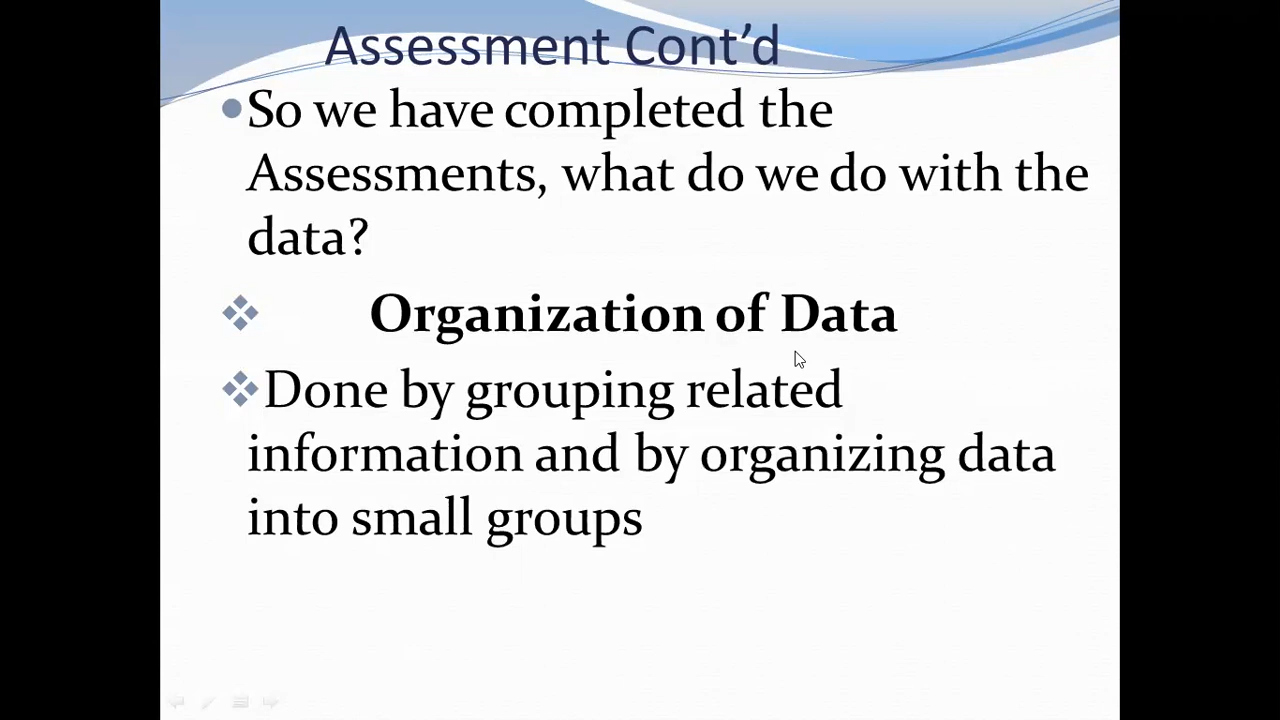 Assessment Cont’d
So we have completed the
Assessments, what do we do with the
data?
Organization of Data
Done by grouping related
information and by organizing data
into small groups